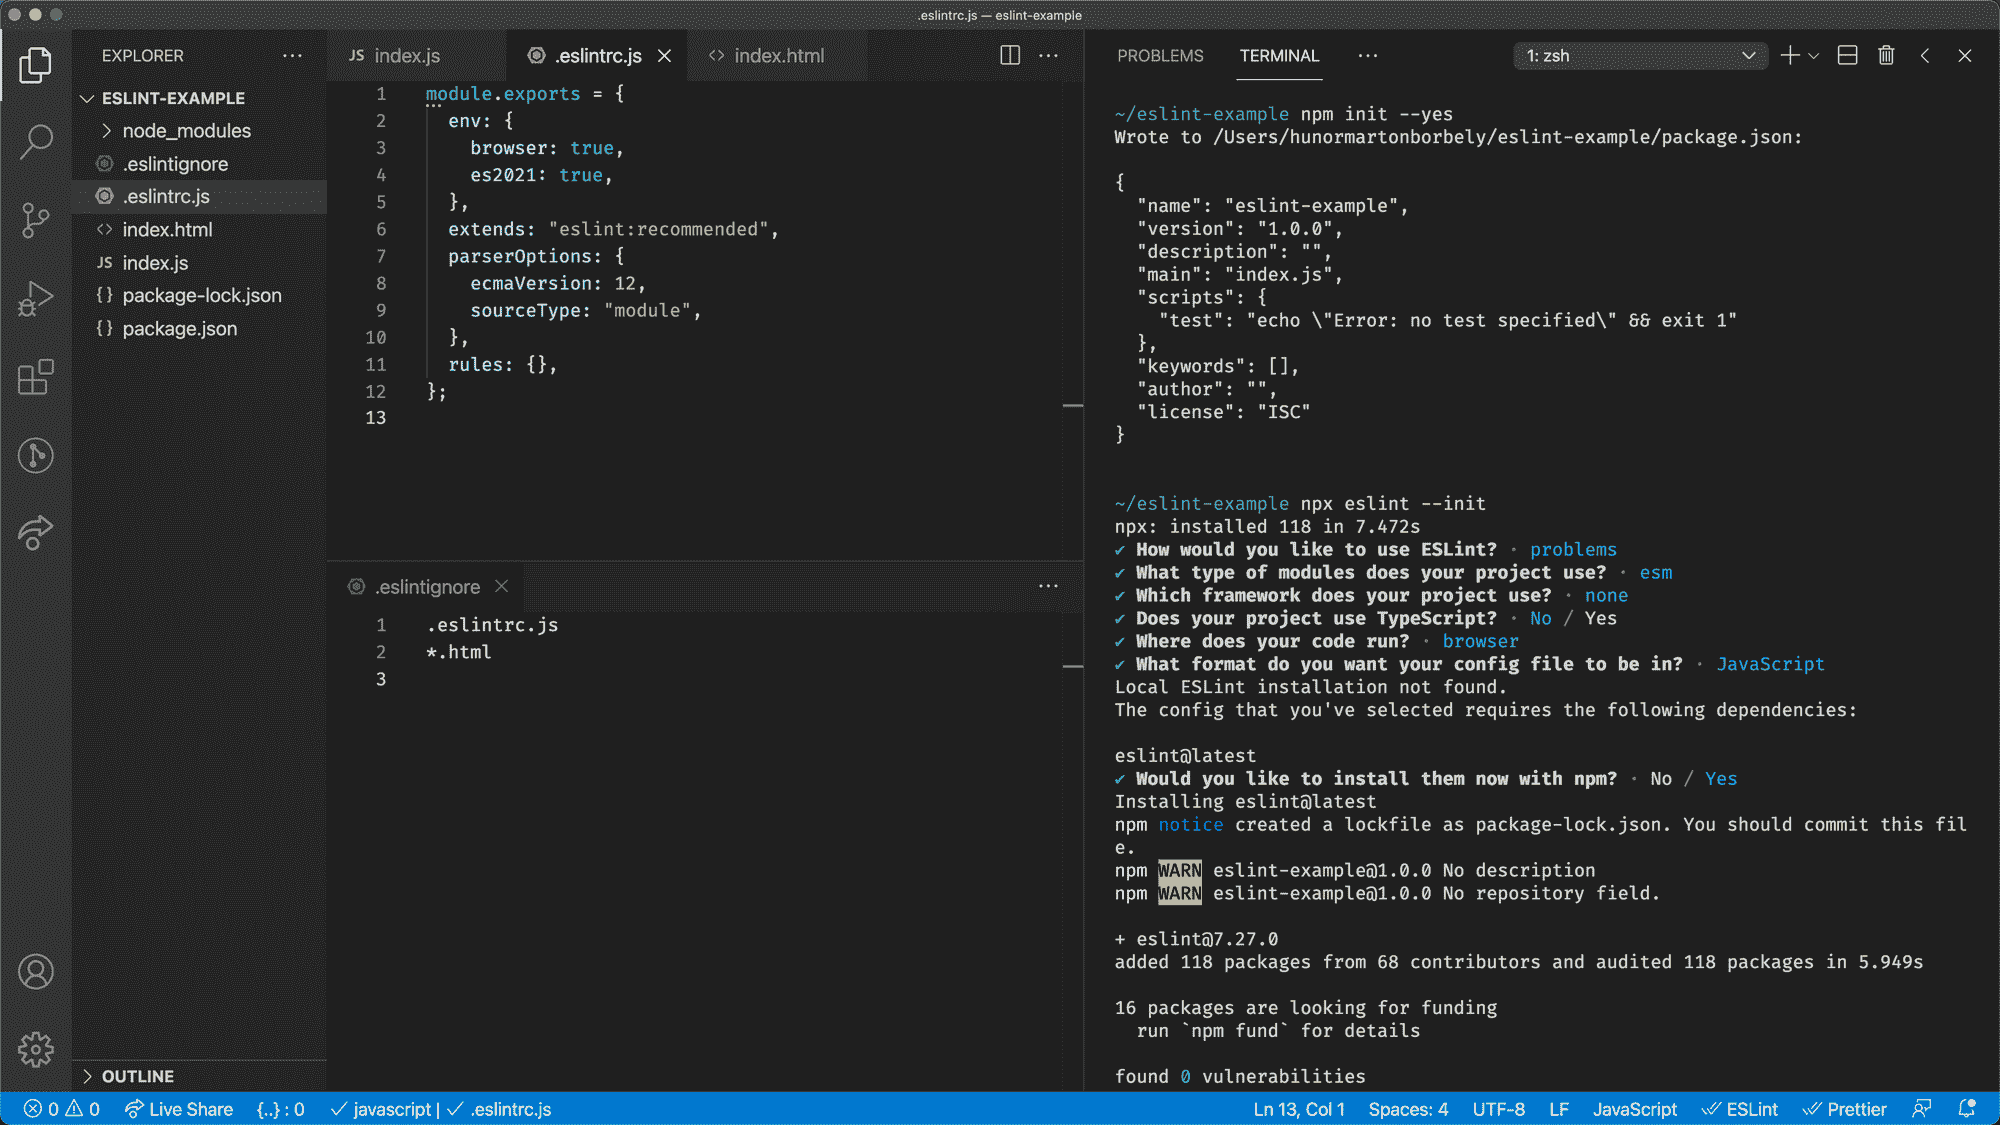 .eslintrc.js — eslint-example
EXPLORER
ESLINT-EXAMPLE
node_modules
.eslintignore
.eslintrc.js
index.html
JS index.js
{} package-lock.json
{} package.json
OUTLINE
JS index.js
.eslintrc.js
<> index.html
1 module.exports = {
2 env: {
3 browser: true,
4 es2021: true,
5 },
6 extends: "eslint:recommended",
7 parserOptions: {
8 ecmaVersion: 12,
9 sourceType: "module",
10 },
11 rules: {},
12 };
13
.eslintignore
1 .eslintrc.js
2 *.html
3
PROBLEMS TERMINAL
1: zsh
~/eslint-example npm init --yes
Wrote to /Users/hunormartonborbely/eslint-example/package.json:
{
"name": "eslint-example",
"version": "1.0.0",
"description": "",
"main": "index.js",
"scripts": {
"test": "echo \"Error: no test specified\" && exit 1"
},
"keywords": [],
"author": "",
"license": "ISC"
}
~/eslint-example npx eslint --init
npx: installed 118 in 7.472s
✔ How would you like to use ESLint? · problems
✔ What type of modules does your project use? · esm
✔ Which framework does your project use? · none
✔ Does your project use TypeScript? · No / Yes
✔ Where does your code run? · browser
✔ What format do you want your config file to be in? · JavaScript
Local ESLint installation not found.
The config that you've selected requires the following dependencies:
eslint@latest
✔ Would you like to install them now with npm? · No / Yes
Installing eslint@latest
npm notice created a lockfile as package-lock.json. You should commit this fil
e.
npm WARN eslint-example@1.0.0 No description
npm WARN eslint-example@1.0.0 No repository field.
+ eslint@7.27.0
added 118 packages from 68 contributors and audited 118 packages in 5.949s
16 packages are looking for funding
run `npm fund` for details
found 0 vulnerabilities
0 0 Live Share {..} : 0 javascript | .eslintrc.js Ln 13, Col 1 Spaces: 4 UTF-8 LF JavaScript ESLint Prettier